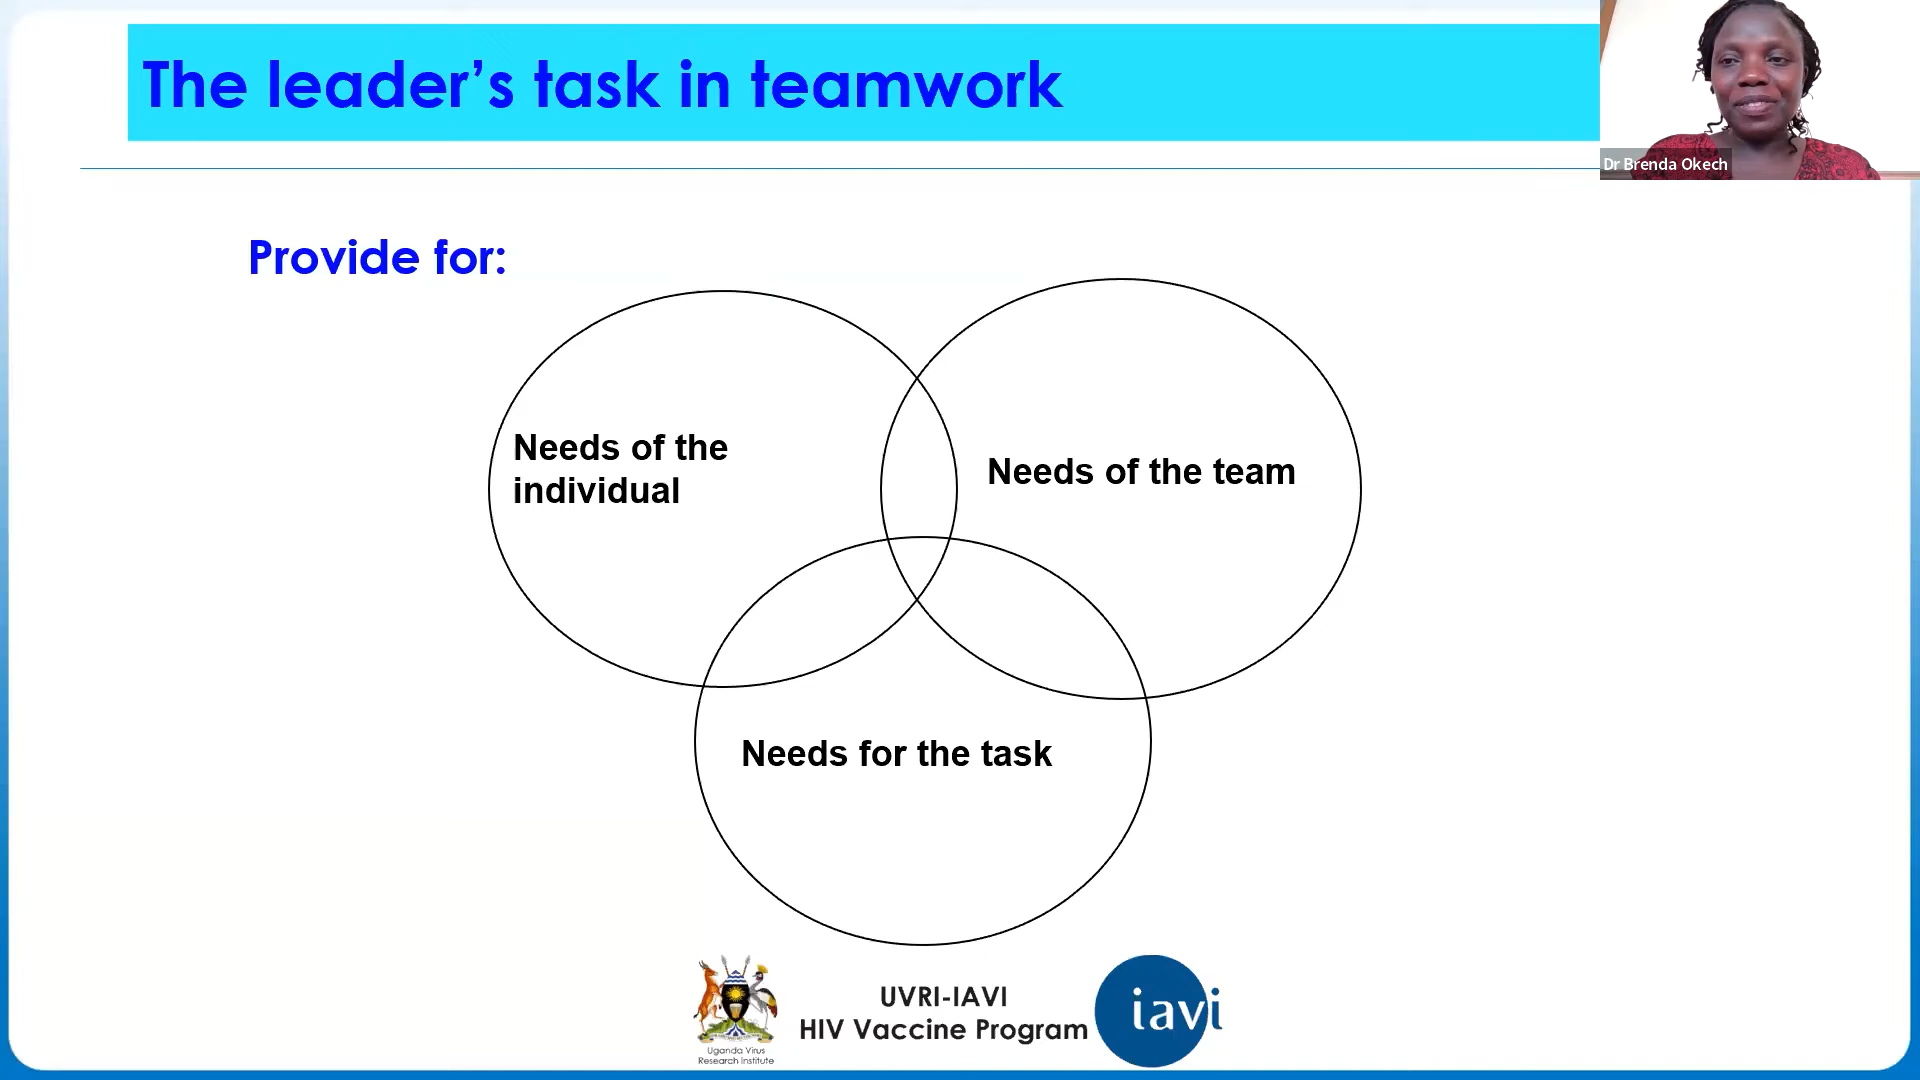 The leader’s task in teamwork
Dr Brenda Okech
Provide for:
Needs of the
individual
Needs of the team
Needs for the task
UVRI-IAVI
HIV Vaccine Program
iavi
Uganda Virus
Research Institute